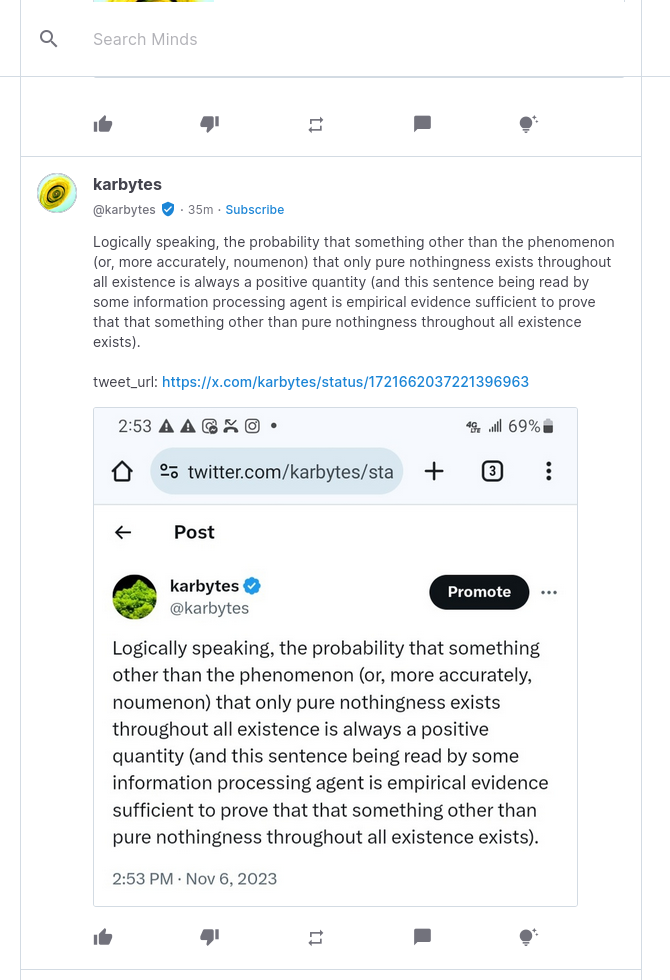 Search Minds
karbytes
@karbytes · 35m · Subscribe
Logically speaking, the probability that something other than the phenomenon
(or, more accurately, noumenon) that only pure nothingness exists throughout
all existence is always a positive quantity (and this sentence being read by
some information processing agent is empirical evidence sufficient to prove
that that something other than pure nothingness throughout all existence
exists).
tweet_url: https://x.com/karbytes/status/1721662037221396963
2:53 4G LTE 69%
twitter.com/karbytes/sta 3
Post
karbytes
@karbytes
Promote
Logically speaking, the probability that something
other than the phenomenon (or, more accurately,
noumenon) that only pure nothingness exists
throughout all existence is always a positive
quantity (and this sentence being read by some
information processing agent is empirical evidence
sufficient to prove that that something other than
pure nothingness throughout all existence exists).
2:53 PM · Nov 6, 2023